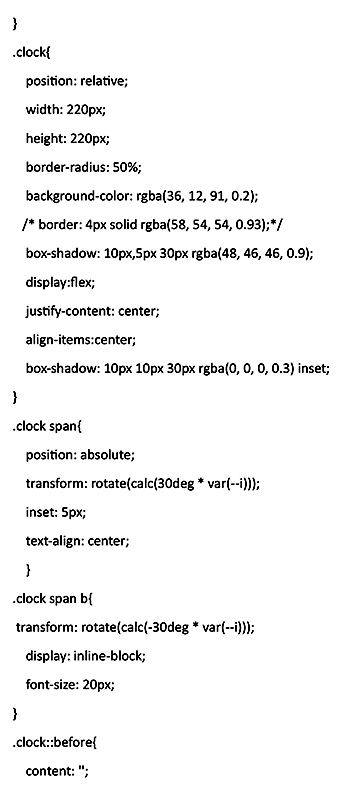 }
.clock{
position: relative;
width: 220px;
height: 220px;
border-radius: 50%;
background-color: rgba(36, 12, 91, 0.2);
/* border: 4px solid rgba(58, 54, 54, 0.93);*/
box-shadow: 10px,5px 30px rgba(48, 46, 46, 0.9);
display:flex;
justify-content: center;
align-items:center;
box-shadow: 10px 10px 30px rgba(0, 0, 0, 0.3) inset;
}
.clock span{
position: absolute;
transform: rotate(calc(30deg * var(--i)));
inset: 5px;
text-align: center;
}
.clock span b{
transform: rotate(calc(-30deg * var(--i)));
display: inline-block;
font-size: 20px;
}
.clock::before{
content: '';